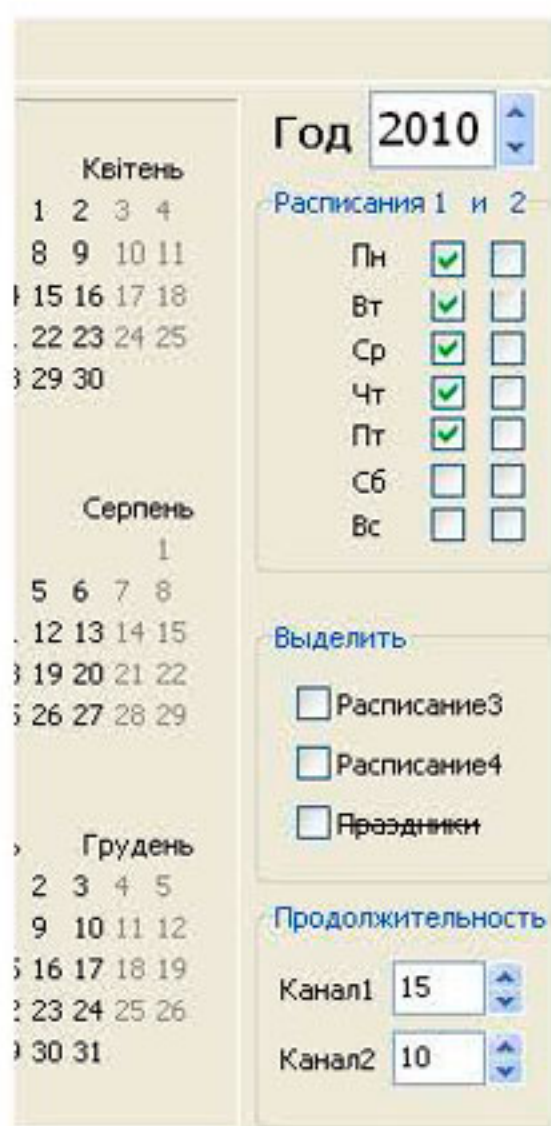 Квітень
1 2 3 4
8 9 10 11
15 16 17 18
22 23 24 25
29 30
Серпень
1
5 6 7 8
12 13 14 15
19 20 21 22
26 27 28 29
Грудень
2 3 4 5
9 10 11 12
16 17 18 19
23 24 25 26
30 31
Год 2010
Расписания 1 и 2
Пн
Вт
Ср
Чт
Пт
Сб
Вс
Выделить
Расписание3
Расписание4
Праздники
Продолжительность
Канал1 15
Канал2 10